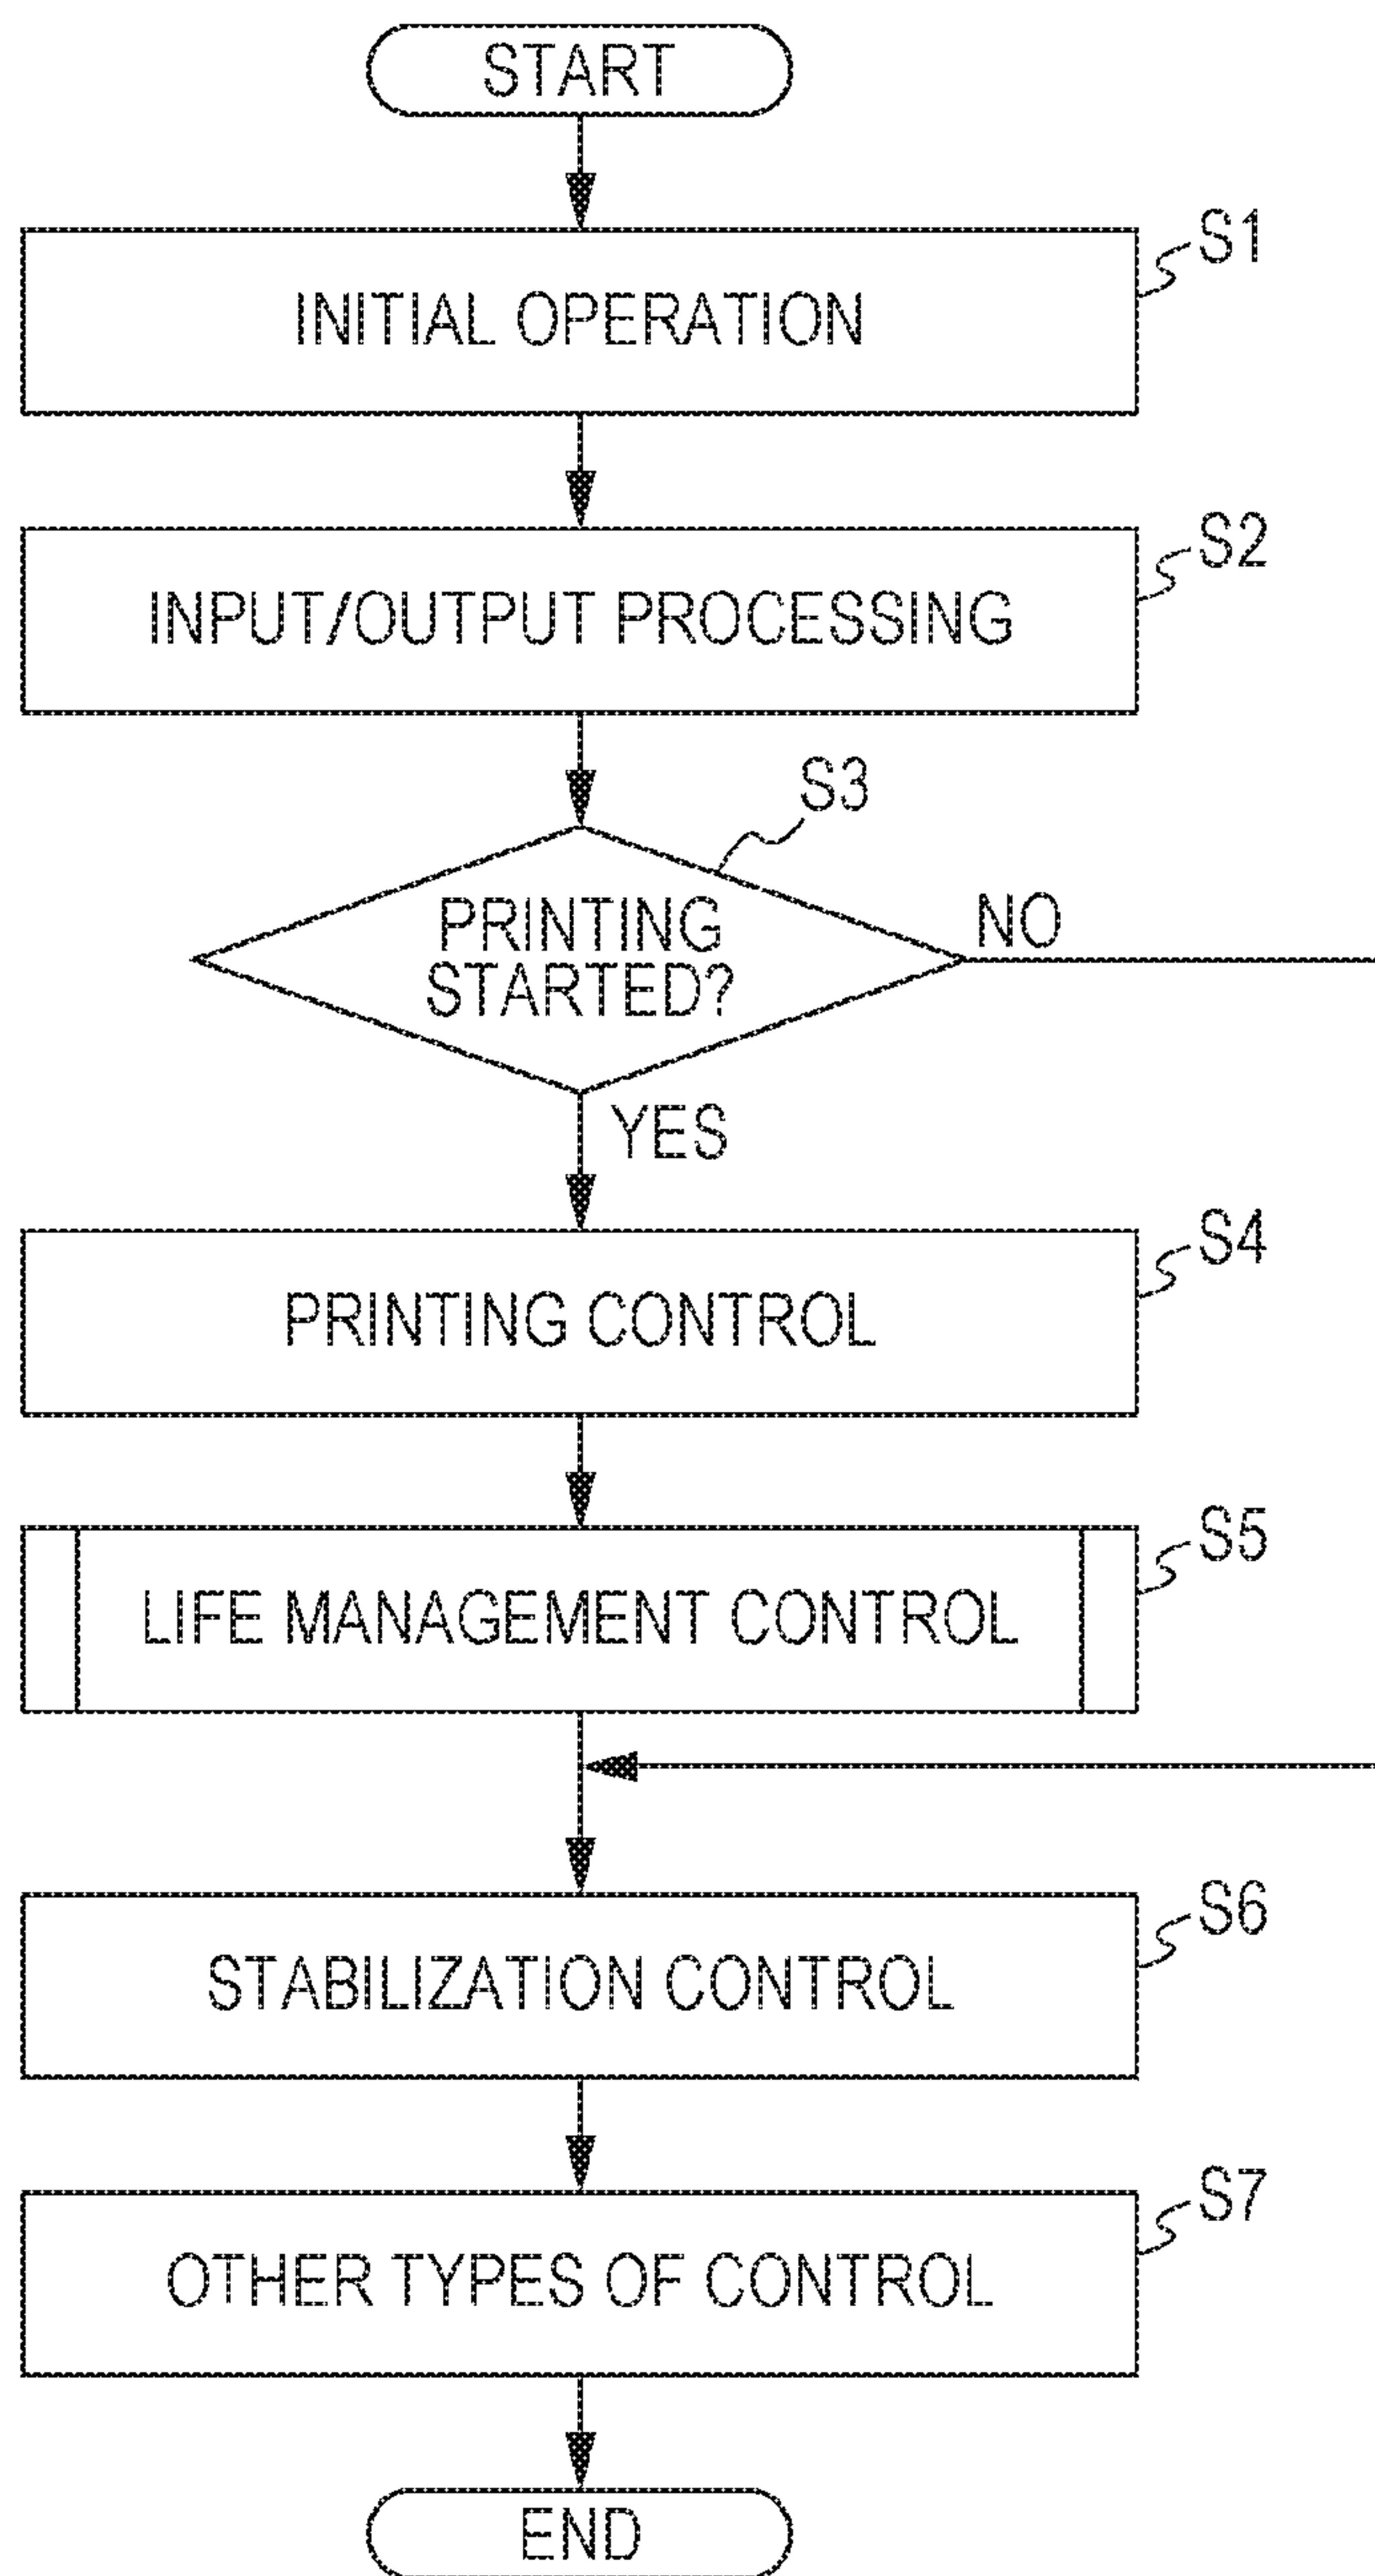 START
S1
INITIAL OPERATION
S2
INPUT/OUTPUT PROCESSING
S3
PRINTING
STARTED?
NO
YES
S4
PRINTING CONTROL
S5
LIFE MANAGEMENT CONTROL
S6
STABILIZATION CONTROL
S7
OTHER TYPES OF CONTROL
END